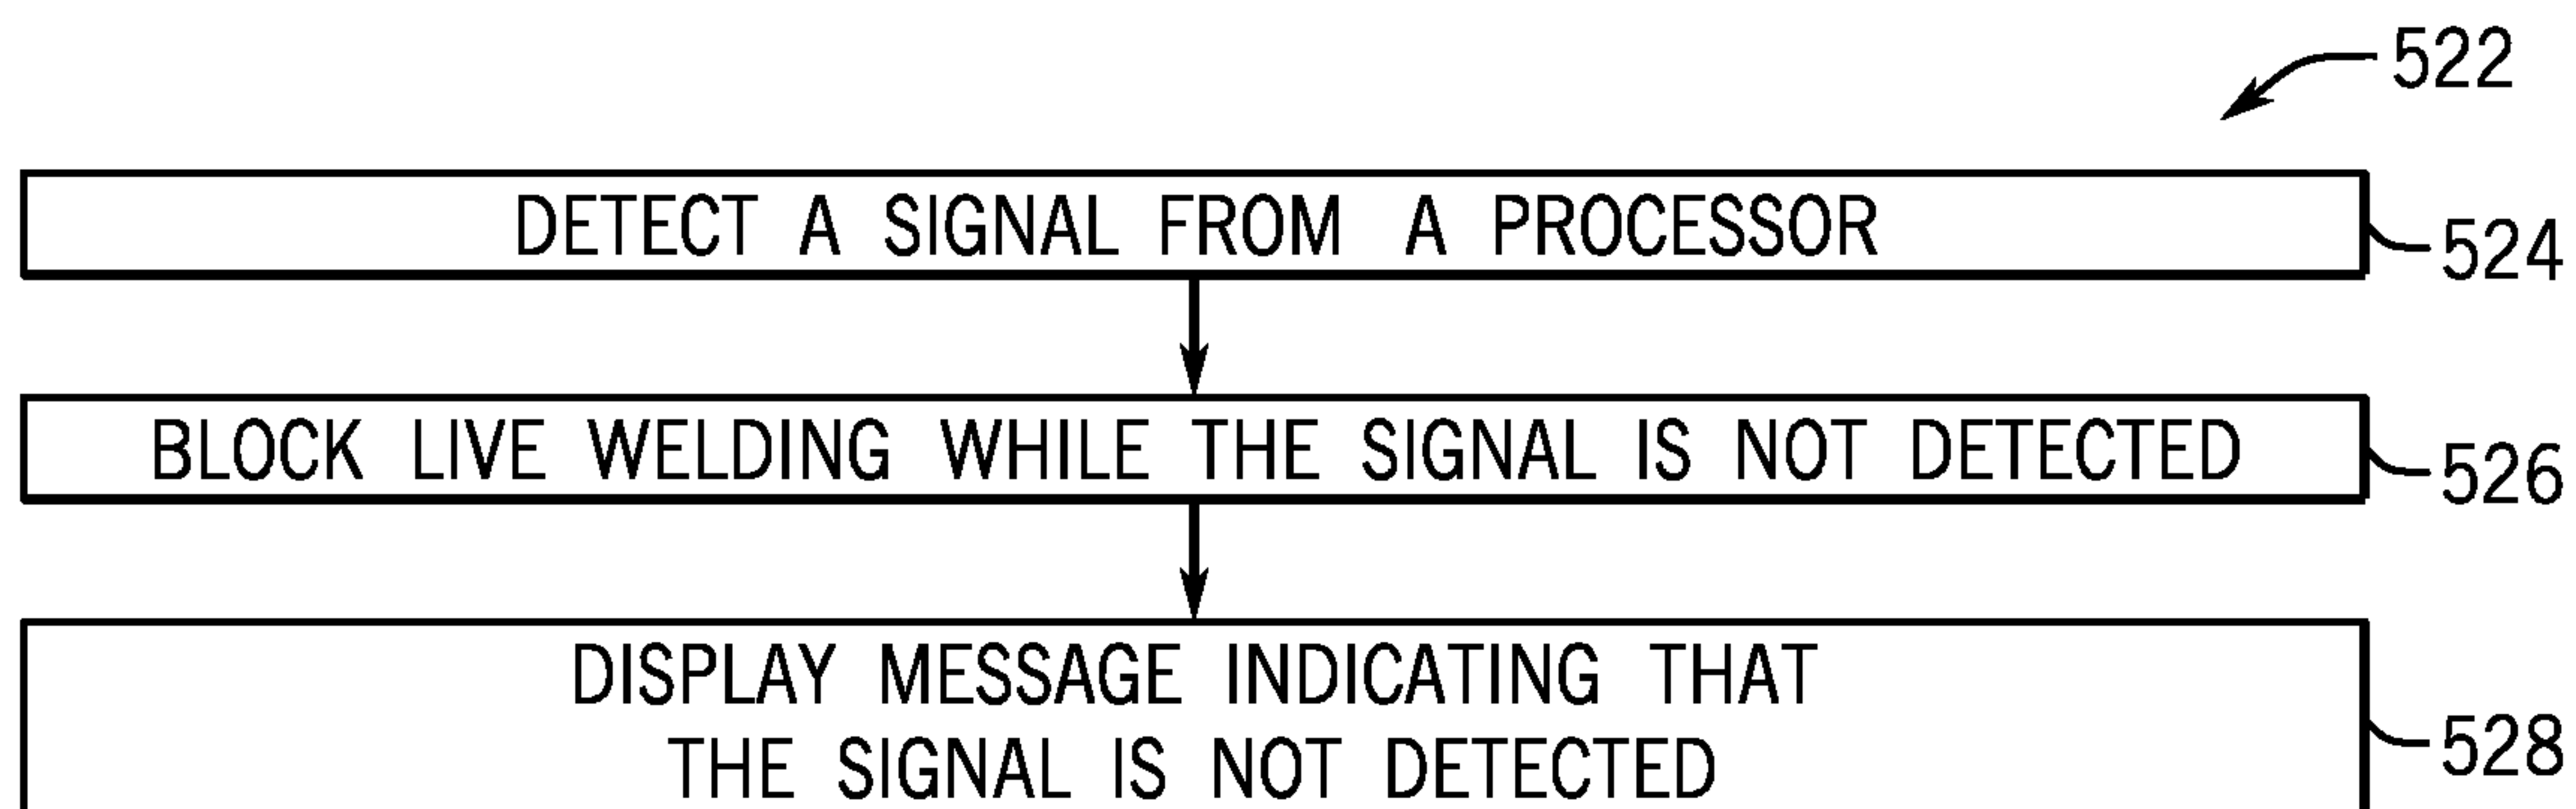 522
DETECT A SIGNAL FROM A PROCESSOR
524
BLOCK LIVE WELDING WHILE THE SIGNAL IS NOT DETECTED
526
DISPLAY MESSAGE INDICATING THAT
THE SIGNAL IS NOT DETECTED
528